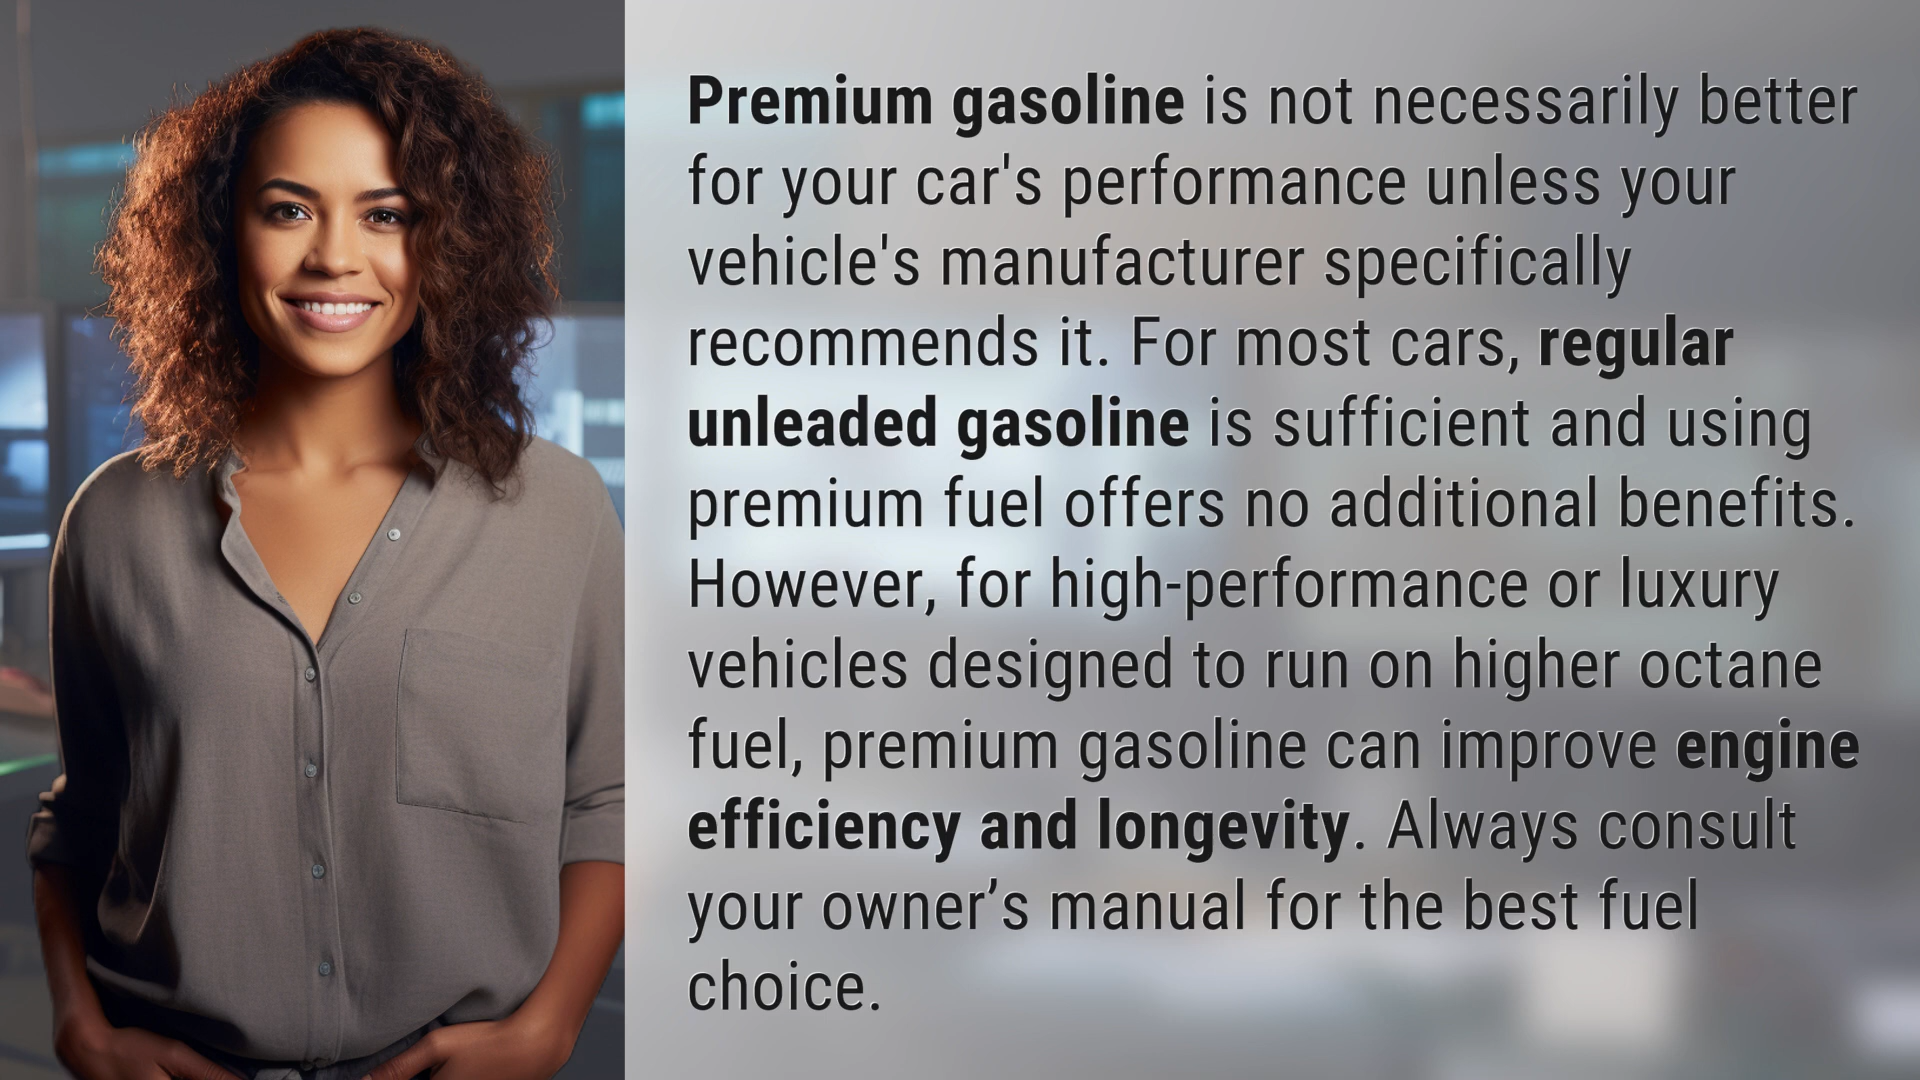 Premium gasoline is not necessarily better
for your car's performance unless your
vehicle's manufacturer specifically
recommends it. For most cars, regular
unleaded gasoline is sufficient and using
premium fuel offers no additional benefits.
However, for high-performance or luxury
vehicles designed to run on higher octane
fuel, premium gasoline can improve engine
efficiency and longevity. Always consult
your owner’s manual for the best fuel
choice.